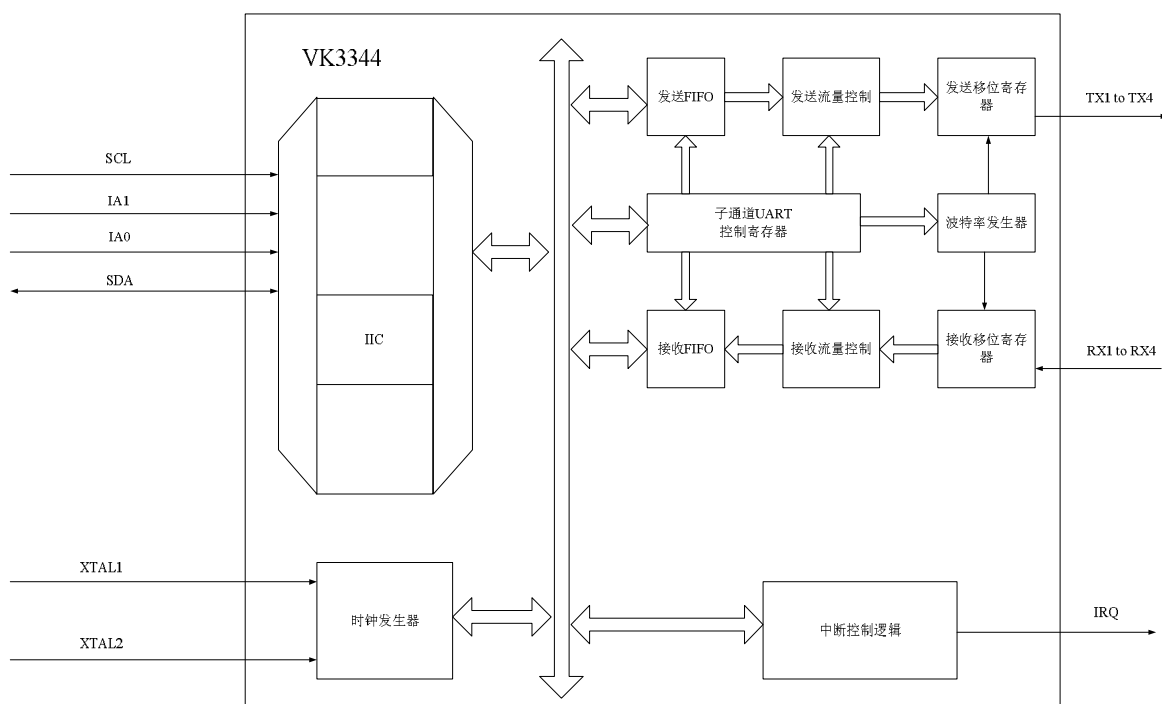 VK3344
发送FIFO
发送流量控制
发送移位寄存
器
TX1 to TX4
SCL
IA1
IA0
SDA
子通道UART
控制寄存器
波特率发生器
IIC
接收FIFO
接收流量控制
接收移位寄存
器
RX1 to RX4
XTAL1
XTAL2
时钟发生器
中断控制逻辑
IRQ